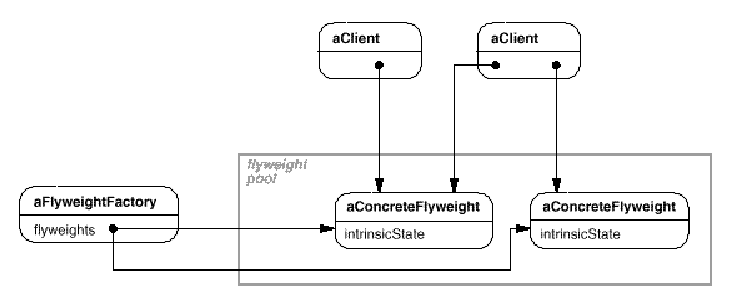 aClient
aClient
flyweight
pool
aFlyweightFactory
flyweights
aConcreteFlyweight
intrinsicState
aConcreteFlyweight
intrinsicState